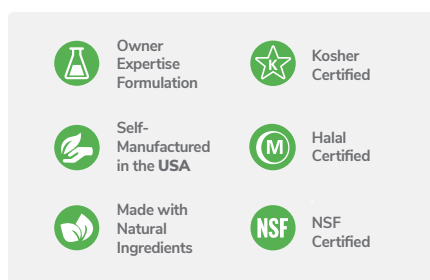 Owner
Expertise
Formulation
K
Kosher
Certified
Self-
Manufactured
in the USA
M
Halal
Certified
Made with
Natural
Ingredients
NSF
NSF
Certified